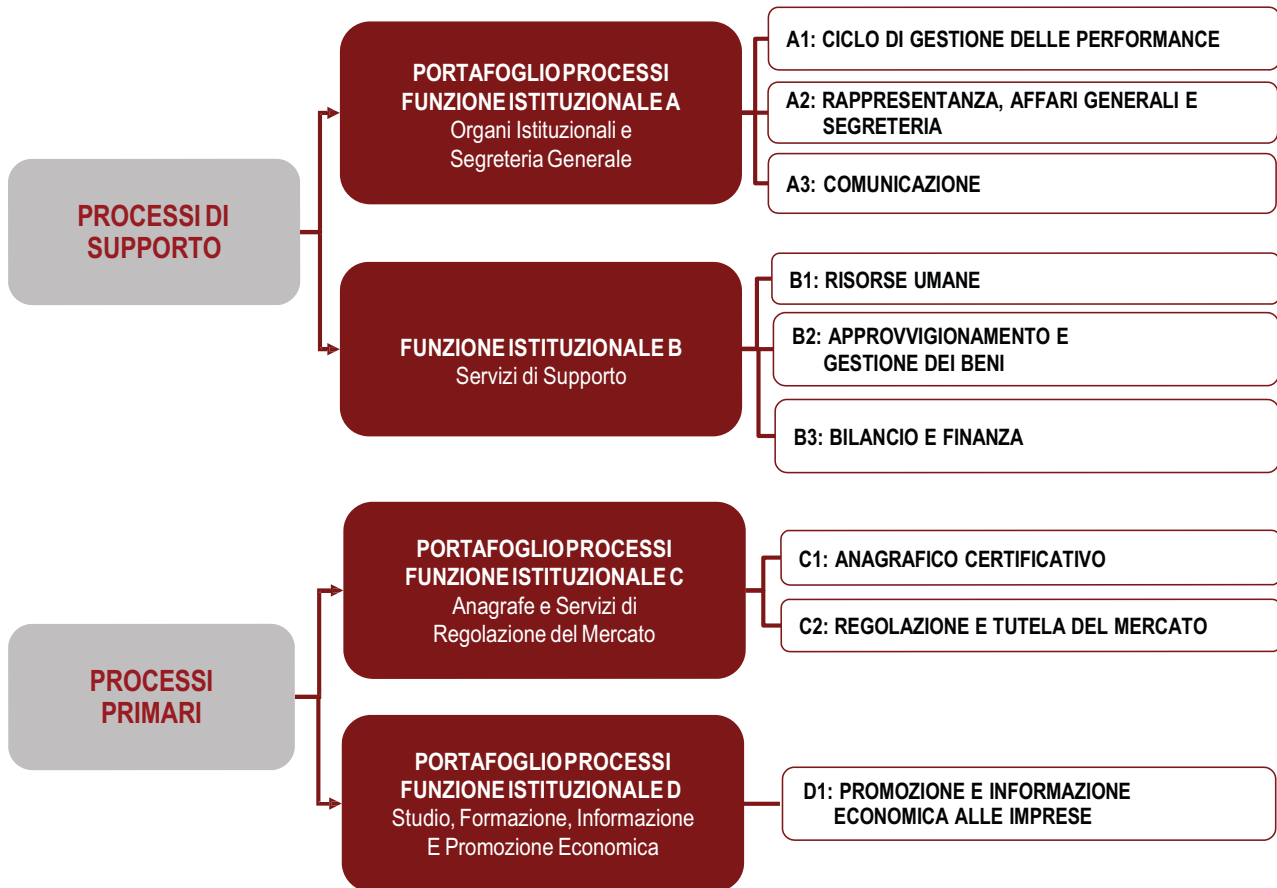 PROCESSI DI
SUPPORTO
PORTAFOGLIO PROCESSI
FUNZIONE ISTITUZIONALE A
Organi Istituzionali e
Segreteria Generale
A1: CICLO DI GESTIONE DELLE PERFORMANCE
A2: RAPPRESENTANZA, AFFARI GENERALI E
SEGRETERIA
A3: COMUNICAZIONE
FUNZIONE ISTITUZIONALE B
Servizi di Supporto
B1: RISORSE UMANE
B2: APPROVVIGIONAMENTO E
GESTIONE DEI BENI
B3: BILANCIO E FINANZA
PROCESSI
PRIMARI
PORTAFOGLIO PROCESSI
FUNZIONE ISTITUZIONALE C
Anagrafe e Servizi di
Regolazione del Mercato
C1: ANAGRAFICO CERTIFICATIVO
C2: REGOLAZIONE E TUTELA DEL MERCATO
PORTAFOGLIO PROCESSI
FUNZIONE ISTITUZIONALE D
Studio, Formazione, Informazione
E Promozione Economica
D1: PROMOZIONE E INFORMAZIONE
ECONOMICA ALLE IMPRESE